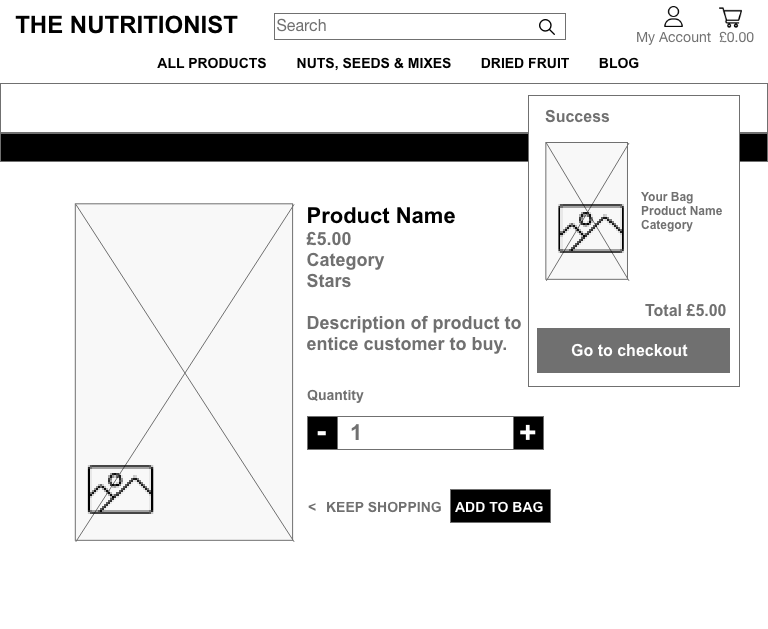 THE NUTRITIONIST
Search
My Account £0.00
ALL PRODUCTS NUTS, SEEDS & MIXES DRIED FRUIT BLOG
Success
Your Bag
Product Name
Category
Total £5.00
Go to checkout
Product Name
£5.00
Category
Stars
Description of product to
entice customer to buy.
Quantity
- 1 +
< KEEP SHOPPING ADD TO BAG